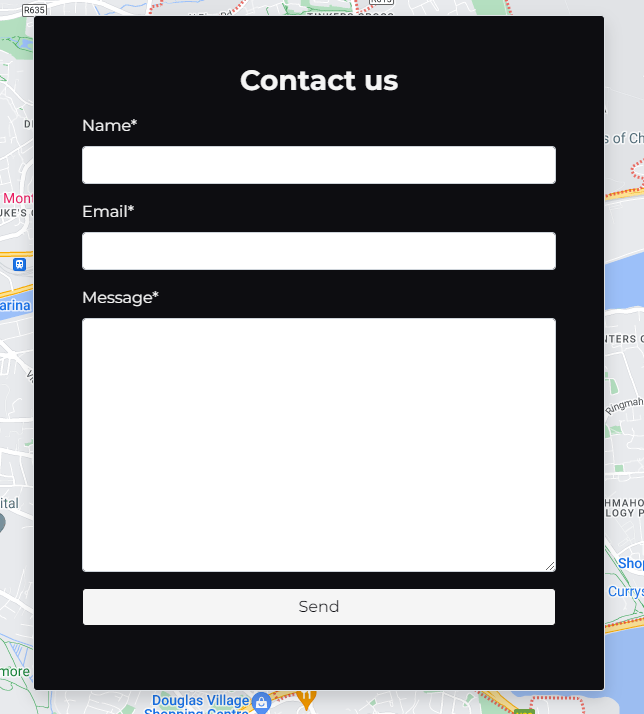 R635
TINKERS CROSS
Contact us
Name*
s of Ch
Mont
UKE'S
Email*
arina
Message*
NTERS
Ringmah
ital
HMAHO
LOGY P
Shop
Currys
Send
more
Douglas Village
Shopping Centre